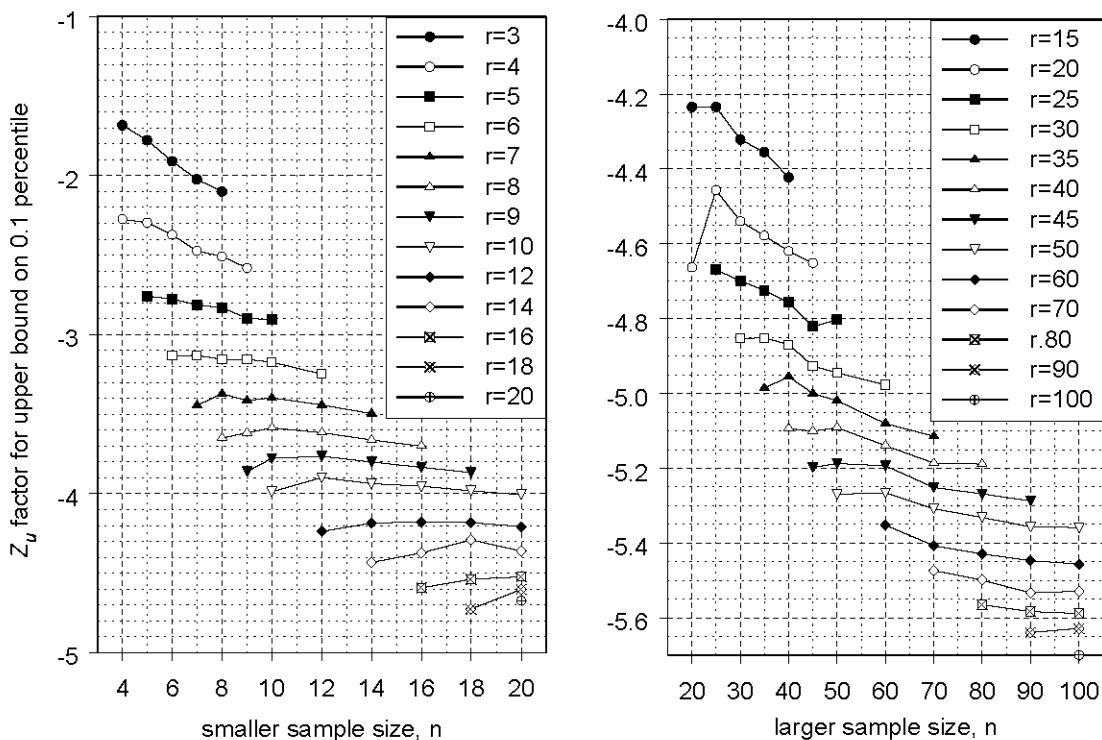 Zu factor for upper bound on 0.1 percentile
-1
-2
-3
-4
-5
4 6 8 10 12 14 16 18 20
smaller sample size, n
r=3
r=4
r=5
r=6
r=7
r=8
r=9
r=10
r=12
r=14
r=16
r=18
r=20
-4.0
-4.2
-4.4
-4.6
-4.8
-5.0
-5.2
-5.4
-5.6
20 30 40 50 60 70 80 90 100
larger sample size, n
r=15
r=20
r=25
r=30
r=35
r=40
r=45
r=50
r=60
r=70
r.80
r=90
r=100